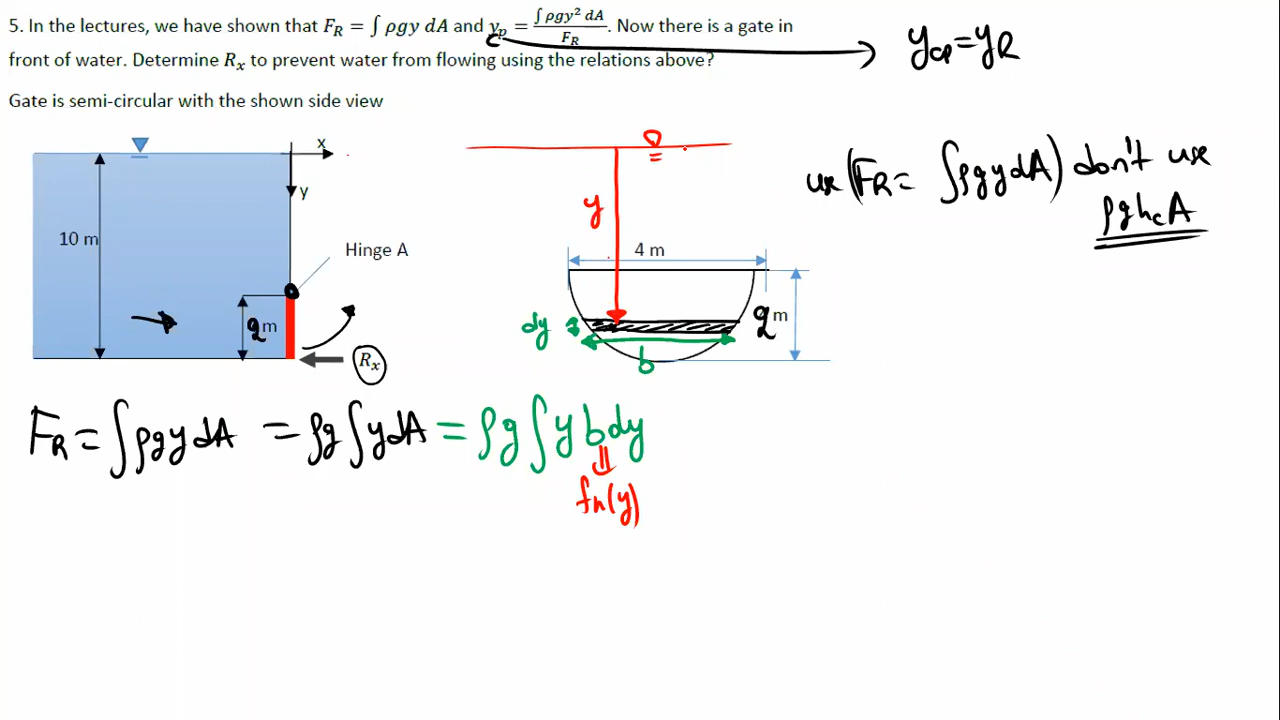 5. In the lectures, we have shown that F_R = ∫ ρgy dA and y_p = ∫ρgy² dA / F_R. Now there is a gate in
front of water. Determine R_x to prevent water from flowing using the relations above?
Gate is semi-circular with the shown side view
y_cp = y_R
use (F_R = ∫ρgy dA) don't use
ρgh_cA
x
y
10 m
Hinge A
2 m
R_x
y
4 m
dy
b
2 m
F_R = ∫ρgy dA = ρg ∫y dA = ρg ∫ y b dy
fn(y)